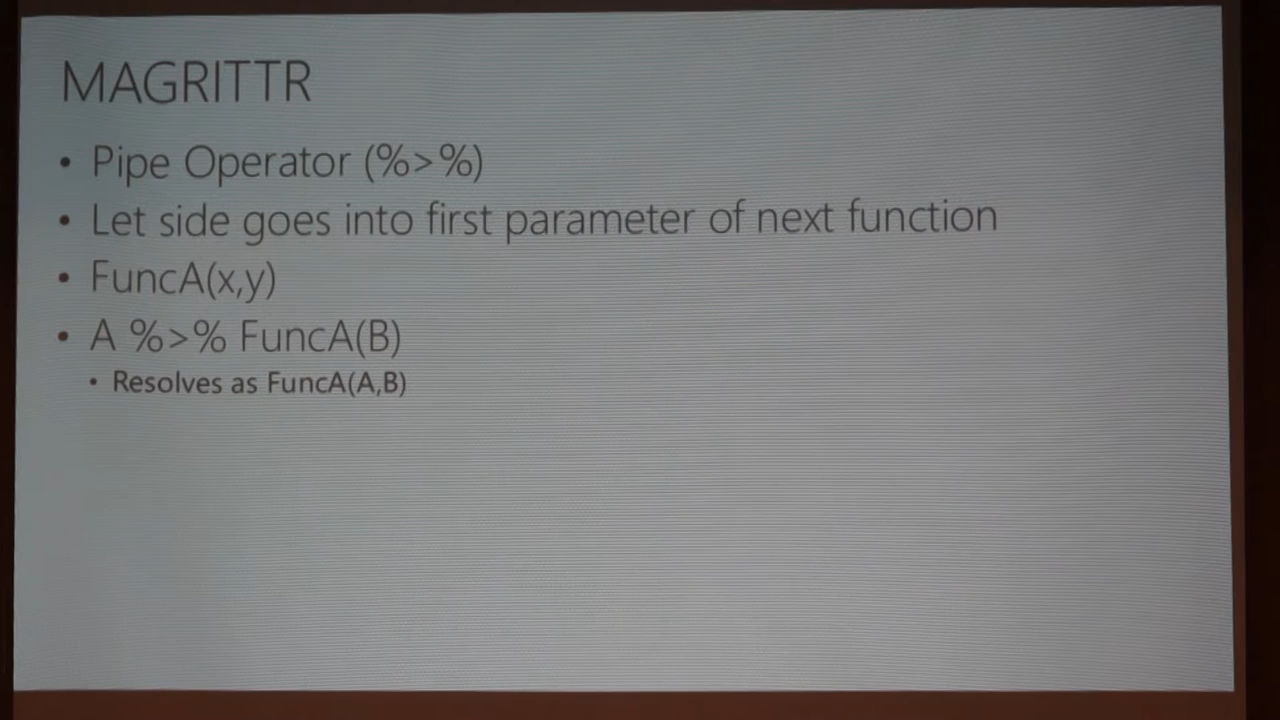 MAGRITTR
• Pipe Operator (%>%)
• Let side goes into first parameter of next function
• FuncA(x,y)
• A %>% FuncA(B)
• Resolves as FuncA(A,B)